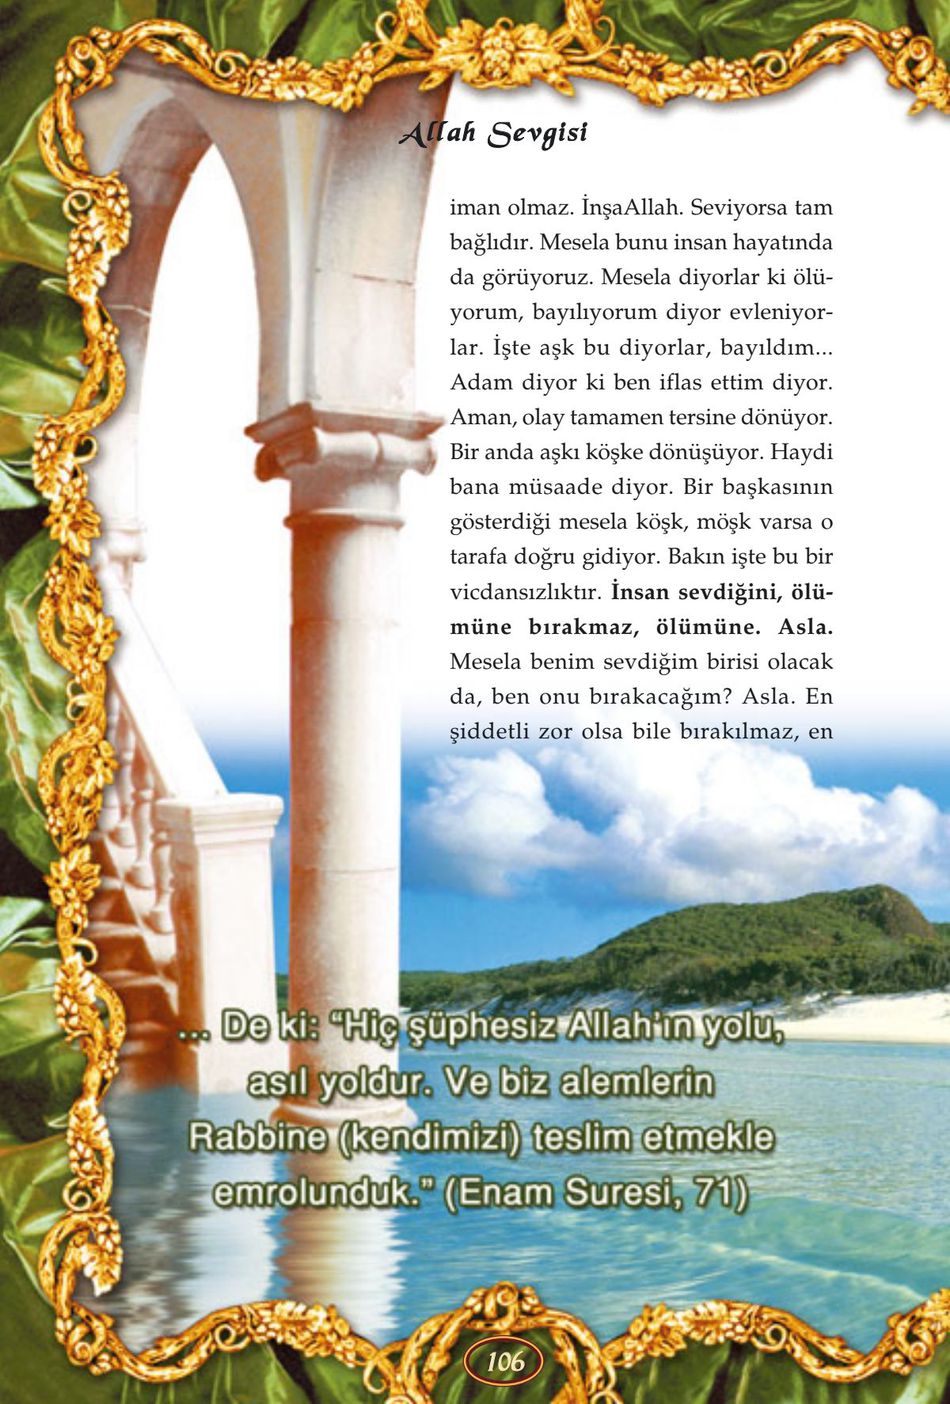 Allah Sevgisi
iman olmaz. İnşaAllah. Seviyorsa tam
bağlıdır. Mesela bunu insan hayatında
da görüyoruz. Mesela diyorlar ki ölü-
yorum, bayılıyorum diyor evleniyor-
lar. İşte aşk bu diyorlar, bayıldım...
Adam diyor ki ben iflas ettim diyor.
Aman, olay tamamen tersine dönüyor.
Bir anda aşkı köşke dönüşüyor. Haydi
bana müsaade diyor. Bir başkasının
gösterdiği mesela köşk, möşk varsa o
tarafa doğru gidiyor. Bakın işte bu bir
vicdansızlıktır. İnsan sevdiğini, ölü-
müne bırakmaz, ölümüne. Asla.
Mesela benim sevdiğim birisi olacak
da, ben onu bırakacağım? Asla. En
şiddetli zor olsa bile bırakılmaz, en
... De ki: "Hiç şüphesiz Allah'ın yolu,
asıl yoldur. Ve biz alemlerin
Rabbine (kendimizi) teslim etmekle
emrolunduk." (Enam Suresi, 71)
106